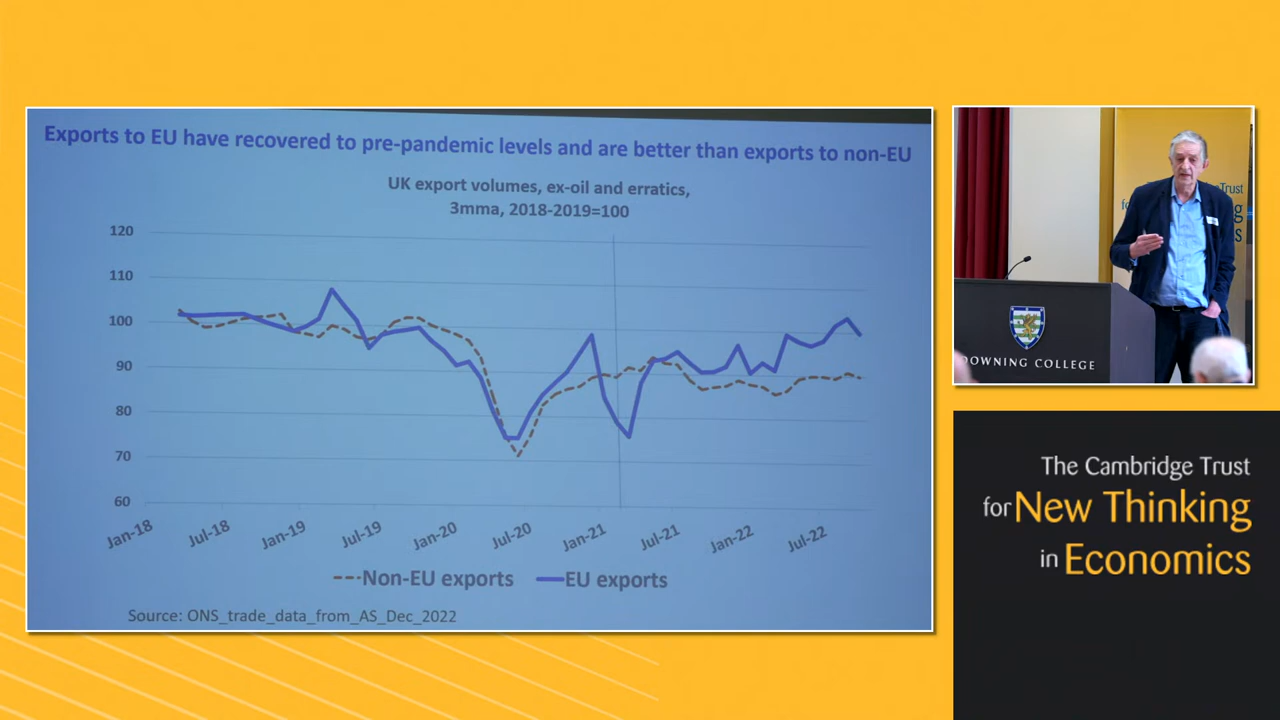 Exports to EU have recovered to pre-pandemic levels and are better than exports to non-EU
UK export volumes, ex-oil and erratics,
3mma, 2018-2019=100
120
110
100
90
80
70
60
Jan-18
Jul-18
Jan-19
Jul-19
Jan-20
Jul-20
Jan-21
Jul-21
Jan-22
Jul-22
Non-EU exports
EU exports
Source: ONS_trade_data_from_AS_Dec_2022
DOWNING COLLEGE
The Cambridge Trust
for New Thinking
in Economics